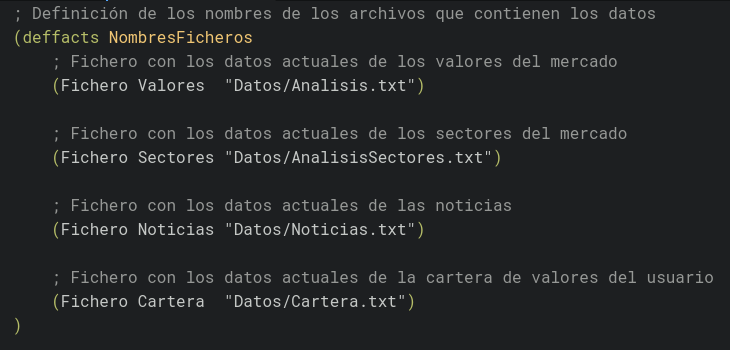 ; Definición de los nombres de los archivos que contienen los datos
(deffacts NombresFicheros
    ; Fichero con los datos actuales de los valores del mercado
    (Fichero Valores  "Datos/Analisis.txt")

    ; Fichero con los datos actuales de los sectores del mercado
    (Fichero Sectores "Datos/AnalisisSectores.txt")

    ; Fichero con los datos actuales de las noticias
    (Fichero Noticias "Datos/Noticias.txt")

    ; Fichero con los datos actuales de la cartera de valores del usuario
    (Fichero Cartera  "Datos/Cartera.txt")
)